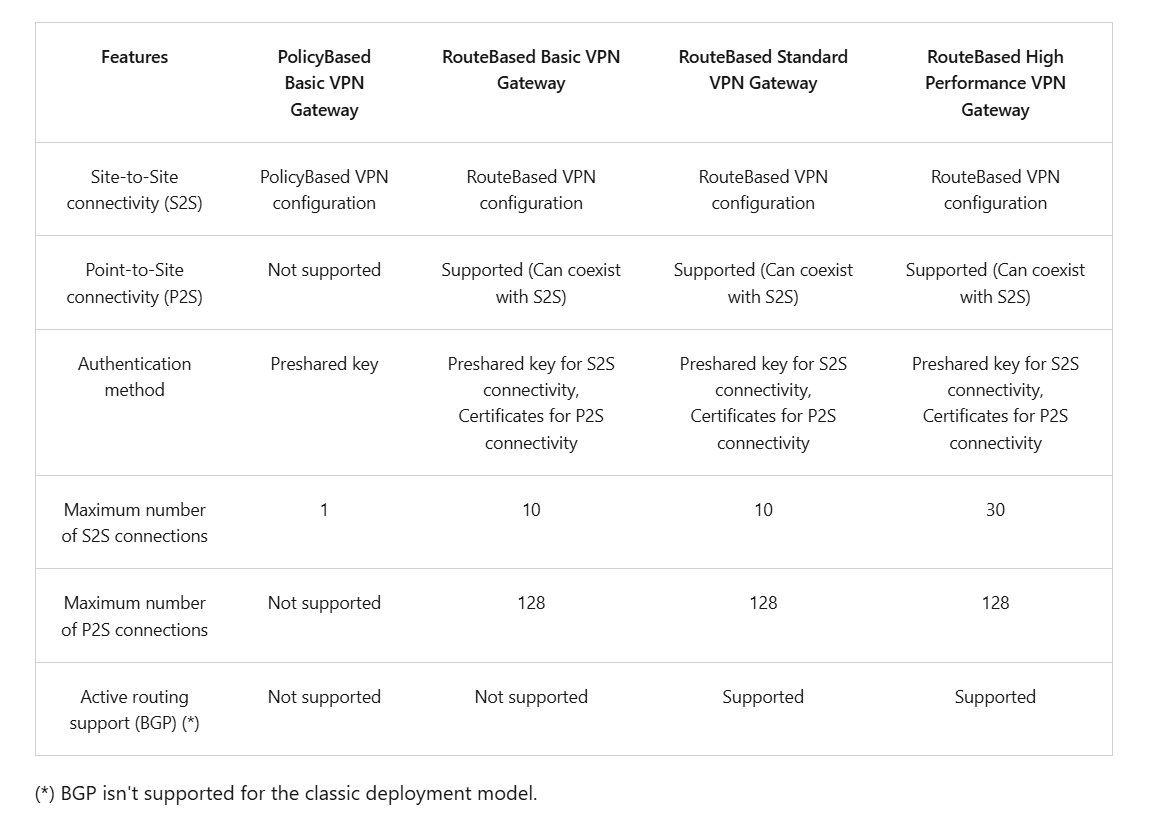 Features
PolicyBased
Basic VPN
Gateway
RouteBased Basic VPN
Gateway
RouteBased Standard
VPN Gateway
RouteBased High
Performance VPN
Gateway
Site-to-Site
connectivity (S2S)
PolicyBased VPN
configuration
RouteBased VPN
configuration
RouteBased VPN
configuration
RouteBased VPN
configuration
Point-to-Site
connectivity (P2S)
Not supported
Supported (Can coexist
with S2S)
Supported (Can coexist
with S2S)
Supported (Can coexist
with S2S)
Authentication
method
Preshared key
Preshared key for S2S
connectivity,
Certificates for P2S
connectivity
Preshared key for S2S
connectivity,
Certificates for P2S
connectivity
Preshared key for S2S
connectivity,
Certificates for P2S
connectivity
Maximum number
of S2S connections
1
10
10
30
Maximum number
of P2S connections
Not supported
128
128
128
Active routing
support (BGP) (*)
Not supported
Not supported
Supported
Supported
(*) BGP isn't supported for the classic deployment model.